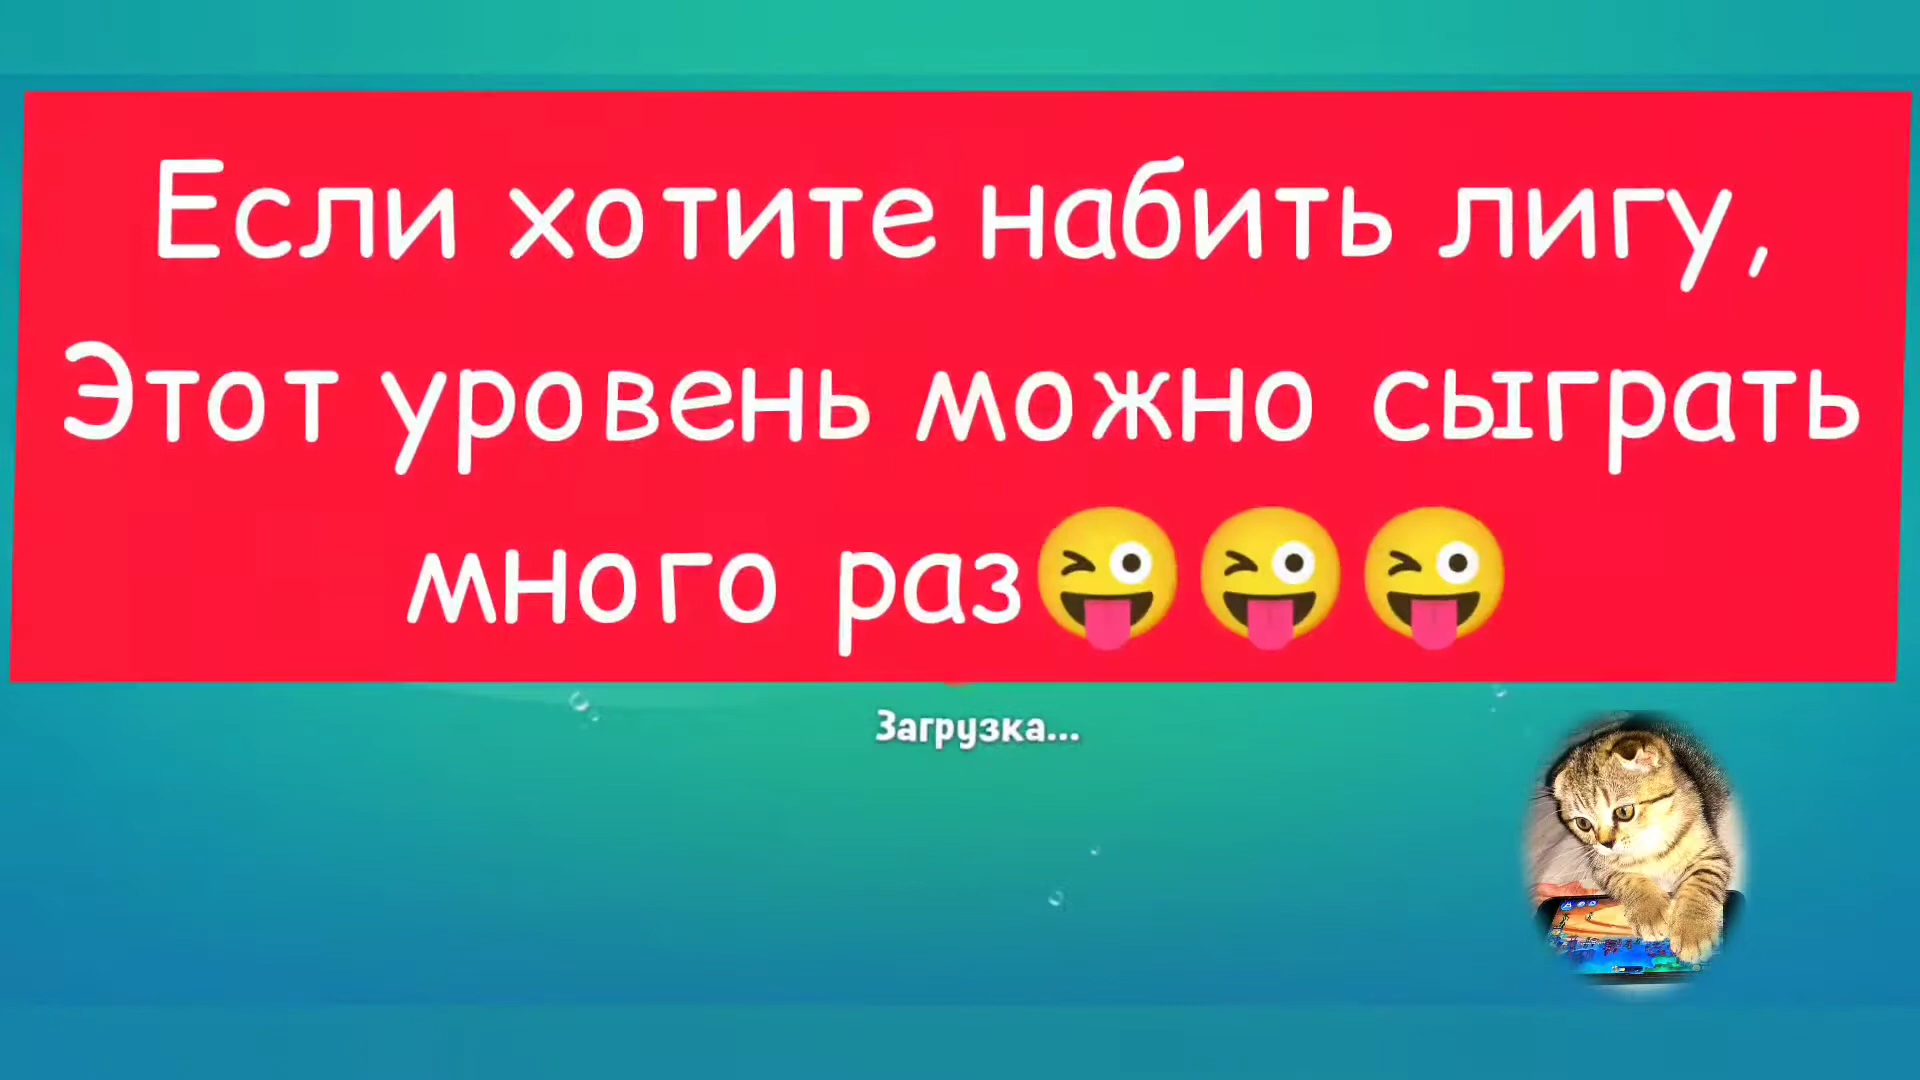 Если хотите набить лигу,
Этот уровень можно сыграть
много раз😜😜😜
Загрузка...